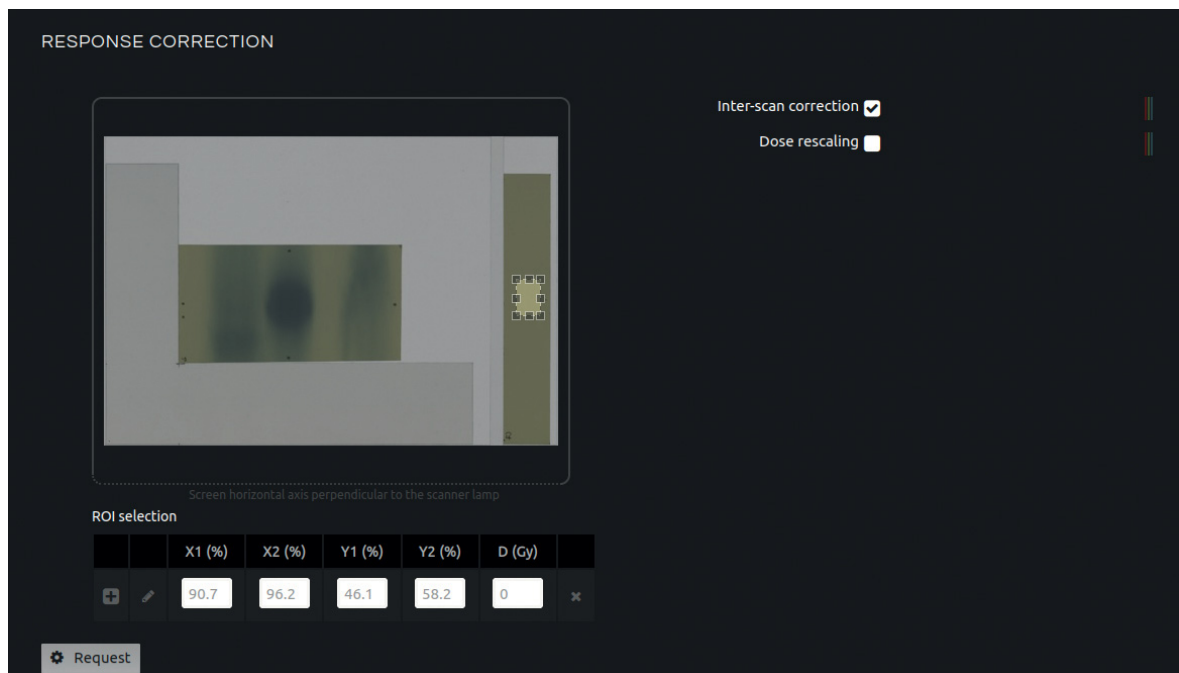 RESPONSE CORRECTION
Inter-scan correction
Dose rescaling
Screen horizontal axis perpendicular to the scanner lamp
ROI selection
X1 (%) X2 (%) Y1 (%) Y2 (%) D (Gy)
90.7 96.2 46.1 58.2 0
Request